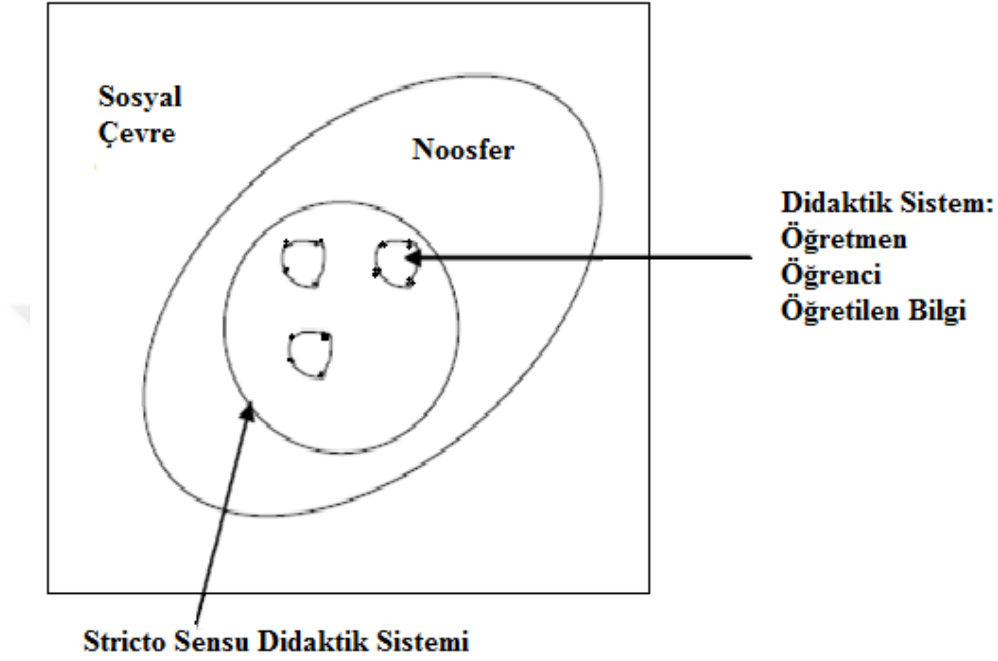 Sosyal
Çevre
Noosfer
Didaktik Sistem:
Öğretmen
Öğrenci
Öğretilen Bilgi
Stricto Sensu Didaktik Sistemi